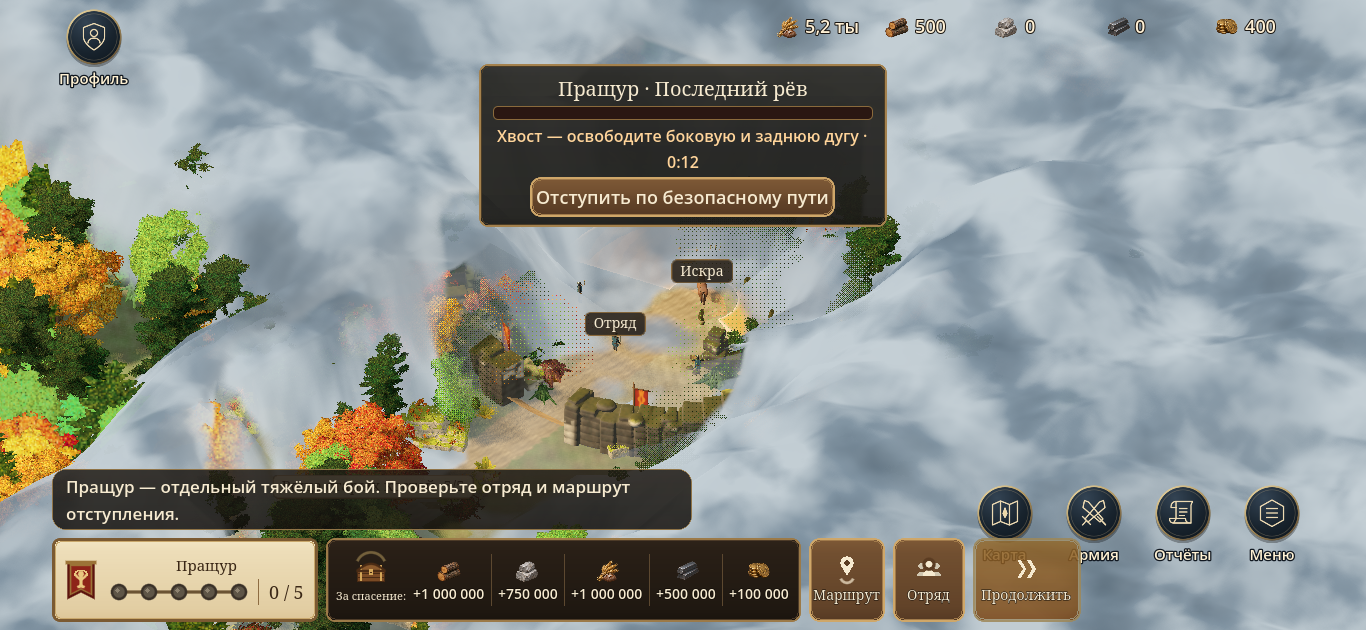 5,2 ты
500
0
0
400
Профиль
Пращур · Последний рёв
Хвост — освободите боковую и заднюю дугу ·
0:12
Отступить по безопасному пути
Искра
Отряд
Пращур — отдельный тяжёлый бой. Проверьте отряд и маршрут
отступления.
Карта
Армия
Отчёты
Меню
Пращур
0 / 5
За спасение:
+1 000 000
+750 000
+1 000 000
+500 000
+100 000
Маршрут
Отряд
Продолжить